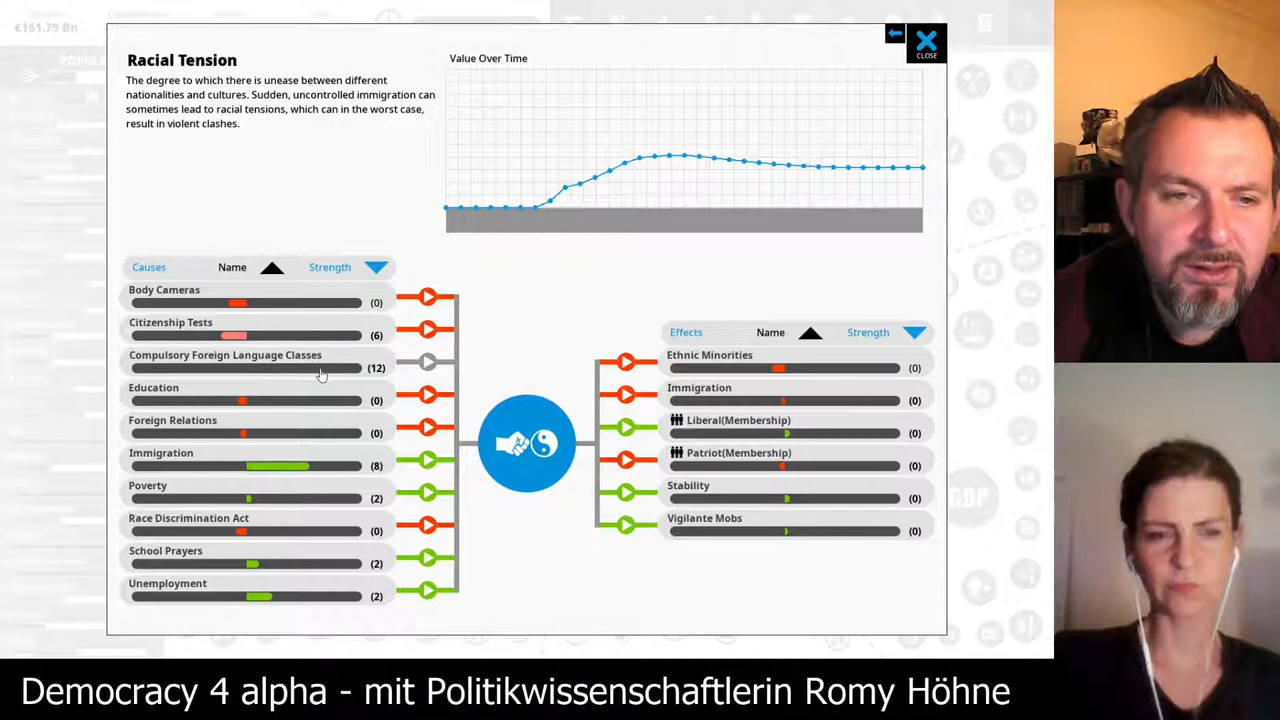 €161.79 Bn
Racial Tension
The degree to which there is unease between different
nationalities and cultures. Sudden, uncontrolled immigration can
sometimes lead to racial tensions, which can in the worst case,
result in violent clashes.
Value Over Time
CLOSE
Causes Name Strength
Body Cameras
(0)
Citizenship Tests
(6)
Compulsory Foreign Language Classes
(12)
Education
(0)
Foreign Relations
(0)
Immigration
(8)
Poverty
(2)
Race Discrimination Act
(0)
School Prayers
(2)
Unemployment
(2)
Effects Name Strength
Ethnic Minorities
(0)
Immigration
(0)
Liberal(Membership)
(0)
Patriot(Membership)
(0)
Stability
(0)
Vigilante Mobs
(0)
Democracy 4 alpha - mit Politikwissenschaftlerin Romy Höhne